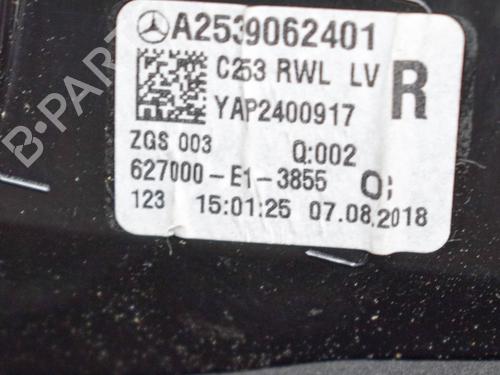 A2539062401
C253 RWL LV R
YAP2400917
ZGS 003 Q:002
627000-E1-3855 O;
123 15:01:25 07.08.2018
B-PARTS